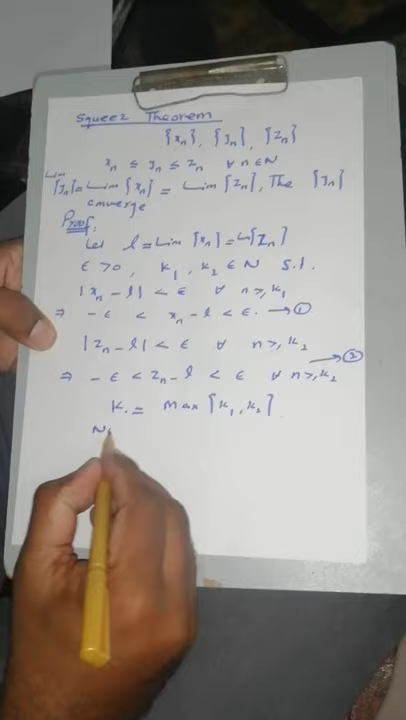 Squeez Theorem
{xn}, {yn}, {zn}
xn ≤ yn ≤ zn ∀ n∈N
Lim {yn} = Lim {xn} = Lim {zn}, The {yn}
converge
Proof:
Let l = Lim {xn} = {zn}
ϵ > 0, k1, k2 ∈ N s.t.
|xn - l| < ϵ ∀ n ≥ k1
⇒ - ϵ < xn - l < ϵ. → ①
|zn - l| < ϵ ∀ n ≥ k2
⇒ - ϵ < zn - l < ϵ ∀ n ≥ k2 → ②
K. = Max {k1, k2}